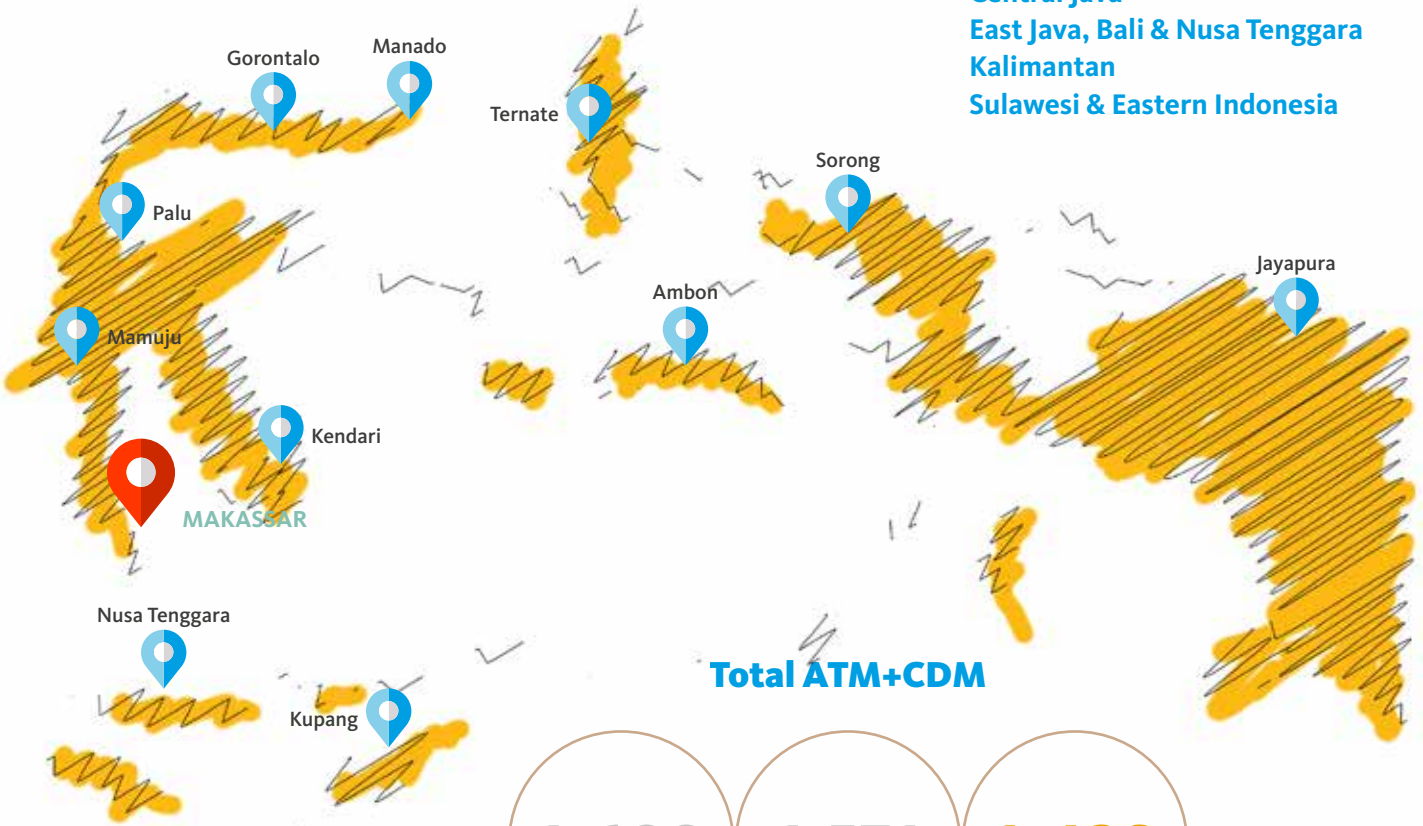 East Java, Bali & Nusa Tenggara
Kalimantan
Sulawesi & Eastern Indonesia
Manado
Gorontalo
Ternate
Sorong
Palu
Jayapura
Ambon
Mamuju
Kendari
MAKASSAR
Nusa Tenggara
Total ATM+CDM
Kupang